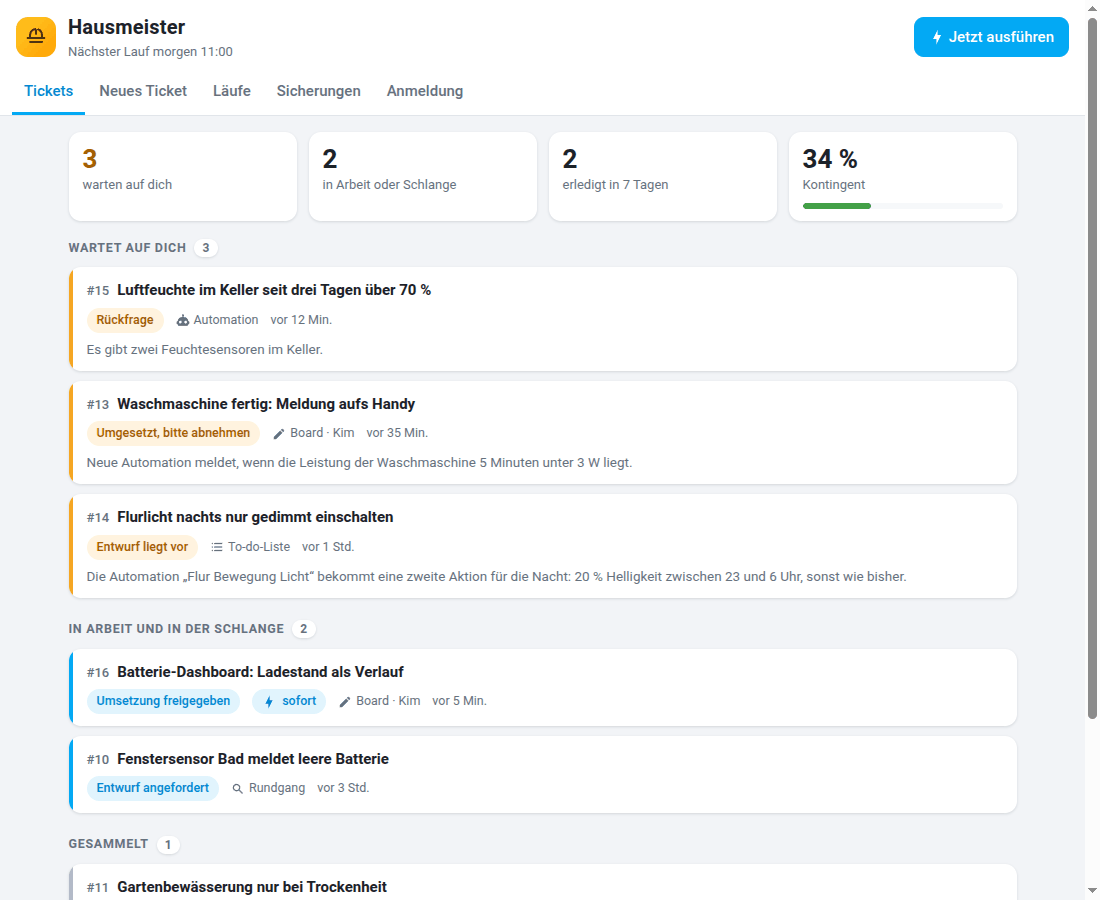 Hausmeister
Nächster Lauf morgen 11:00
Jetzt ausführen
Tickets Neues Ticket Läufe Sicherungen Anmeldung
3
warten auf dich
2
in Arbeit oder Schlange
2
erledigt in 7 Tagen
34 %
Kontingent
WARTET AUF DICH 3
#15 Luftfeuchte im Keller seit drei Tagen über 70 %
Rückfrage Automation vor 12 Min.
Es gibt zwei Feuchtesensoren im Keller.
#13 Waschmaschine fertig: Meldung aufs Handy
Umgesetzt, bitte abnehmen Board · Kim vor 35 Min.
Neue Automation meldet, wenn die Leistung der Waschmaschine 5 Minuten unter 3 W liegt.
#14 Flurlicht nachts nur gedimmt einschalten
Entwurf liegt vor To-do-Liste vor 1 Std.
Die Automation „Flur Bewegung Licht“ bekommt eine zweite Aktion für die Nacht: 20 % Helligkeit zwischen 23 und 6 Uhr, sonst wie bisher.
IN ARBEIT UND IN DER SCHLANGE 2
#16 Batterie-Dashboard: Ladestand als Verlauf
Umsetzung freigegeben sofort Board · Kim vor 5 Min.
#10 Fenstersensor Bad meldet leere Batterie
Entwurf angefordert Rundgang vor 3 Std.
GESAMMELT 1
#11 Gartenbewässerung nur bei Trockenheit